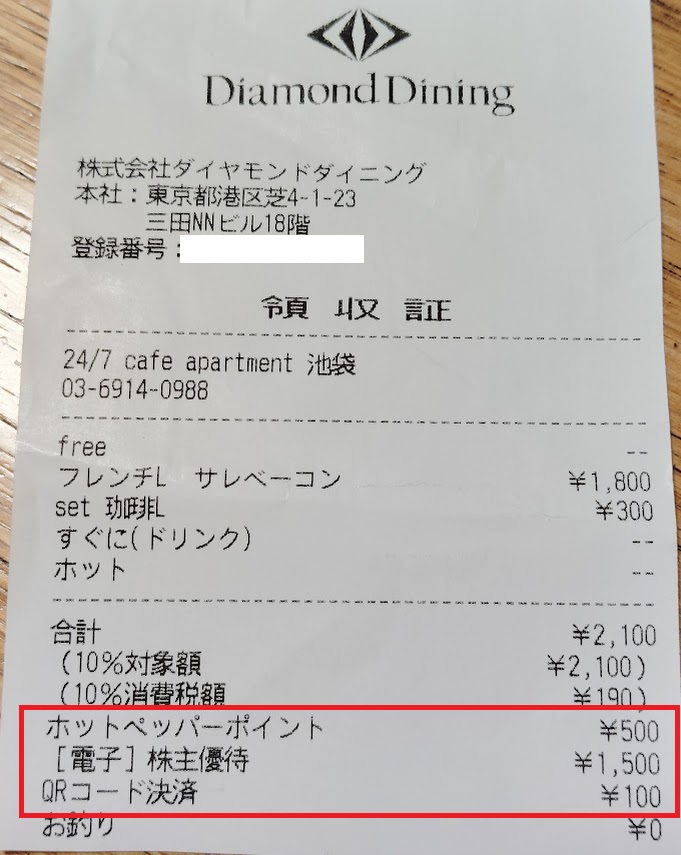 Diamond Dining
株式会社ダイヤモンドダイニング
本社：東京都港区芝4-1-23
三田NNビル18階
登録番号：
領 収 証
24/7 cafe apartment 池袋
03-6914-0988
free --
フレンチL サレベーコン ¥1,800
set 珈琲L ¥300
すぐに(ドリンク) --
ホット --
合計 ¥2,100
(10%対象額 ¥2,100)
(10%消費税額 ¥190)
ホットペッパーポイント ¥500
[電子]株主優待 ¥1,500
QRコード決済 ¥100
お釣り ¥0